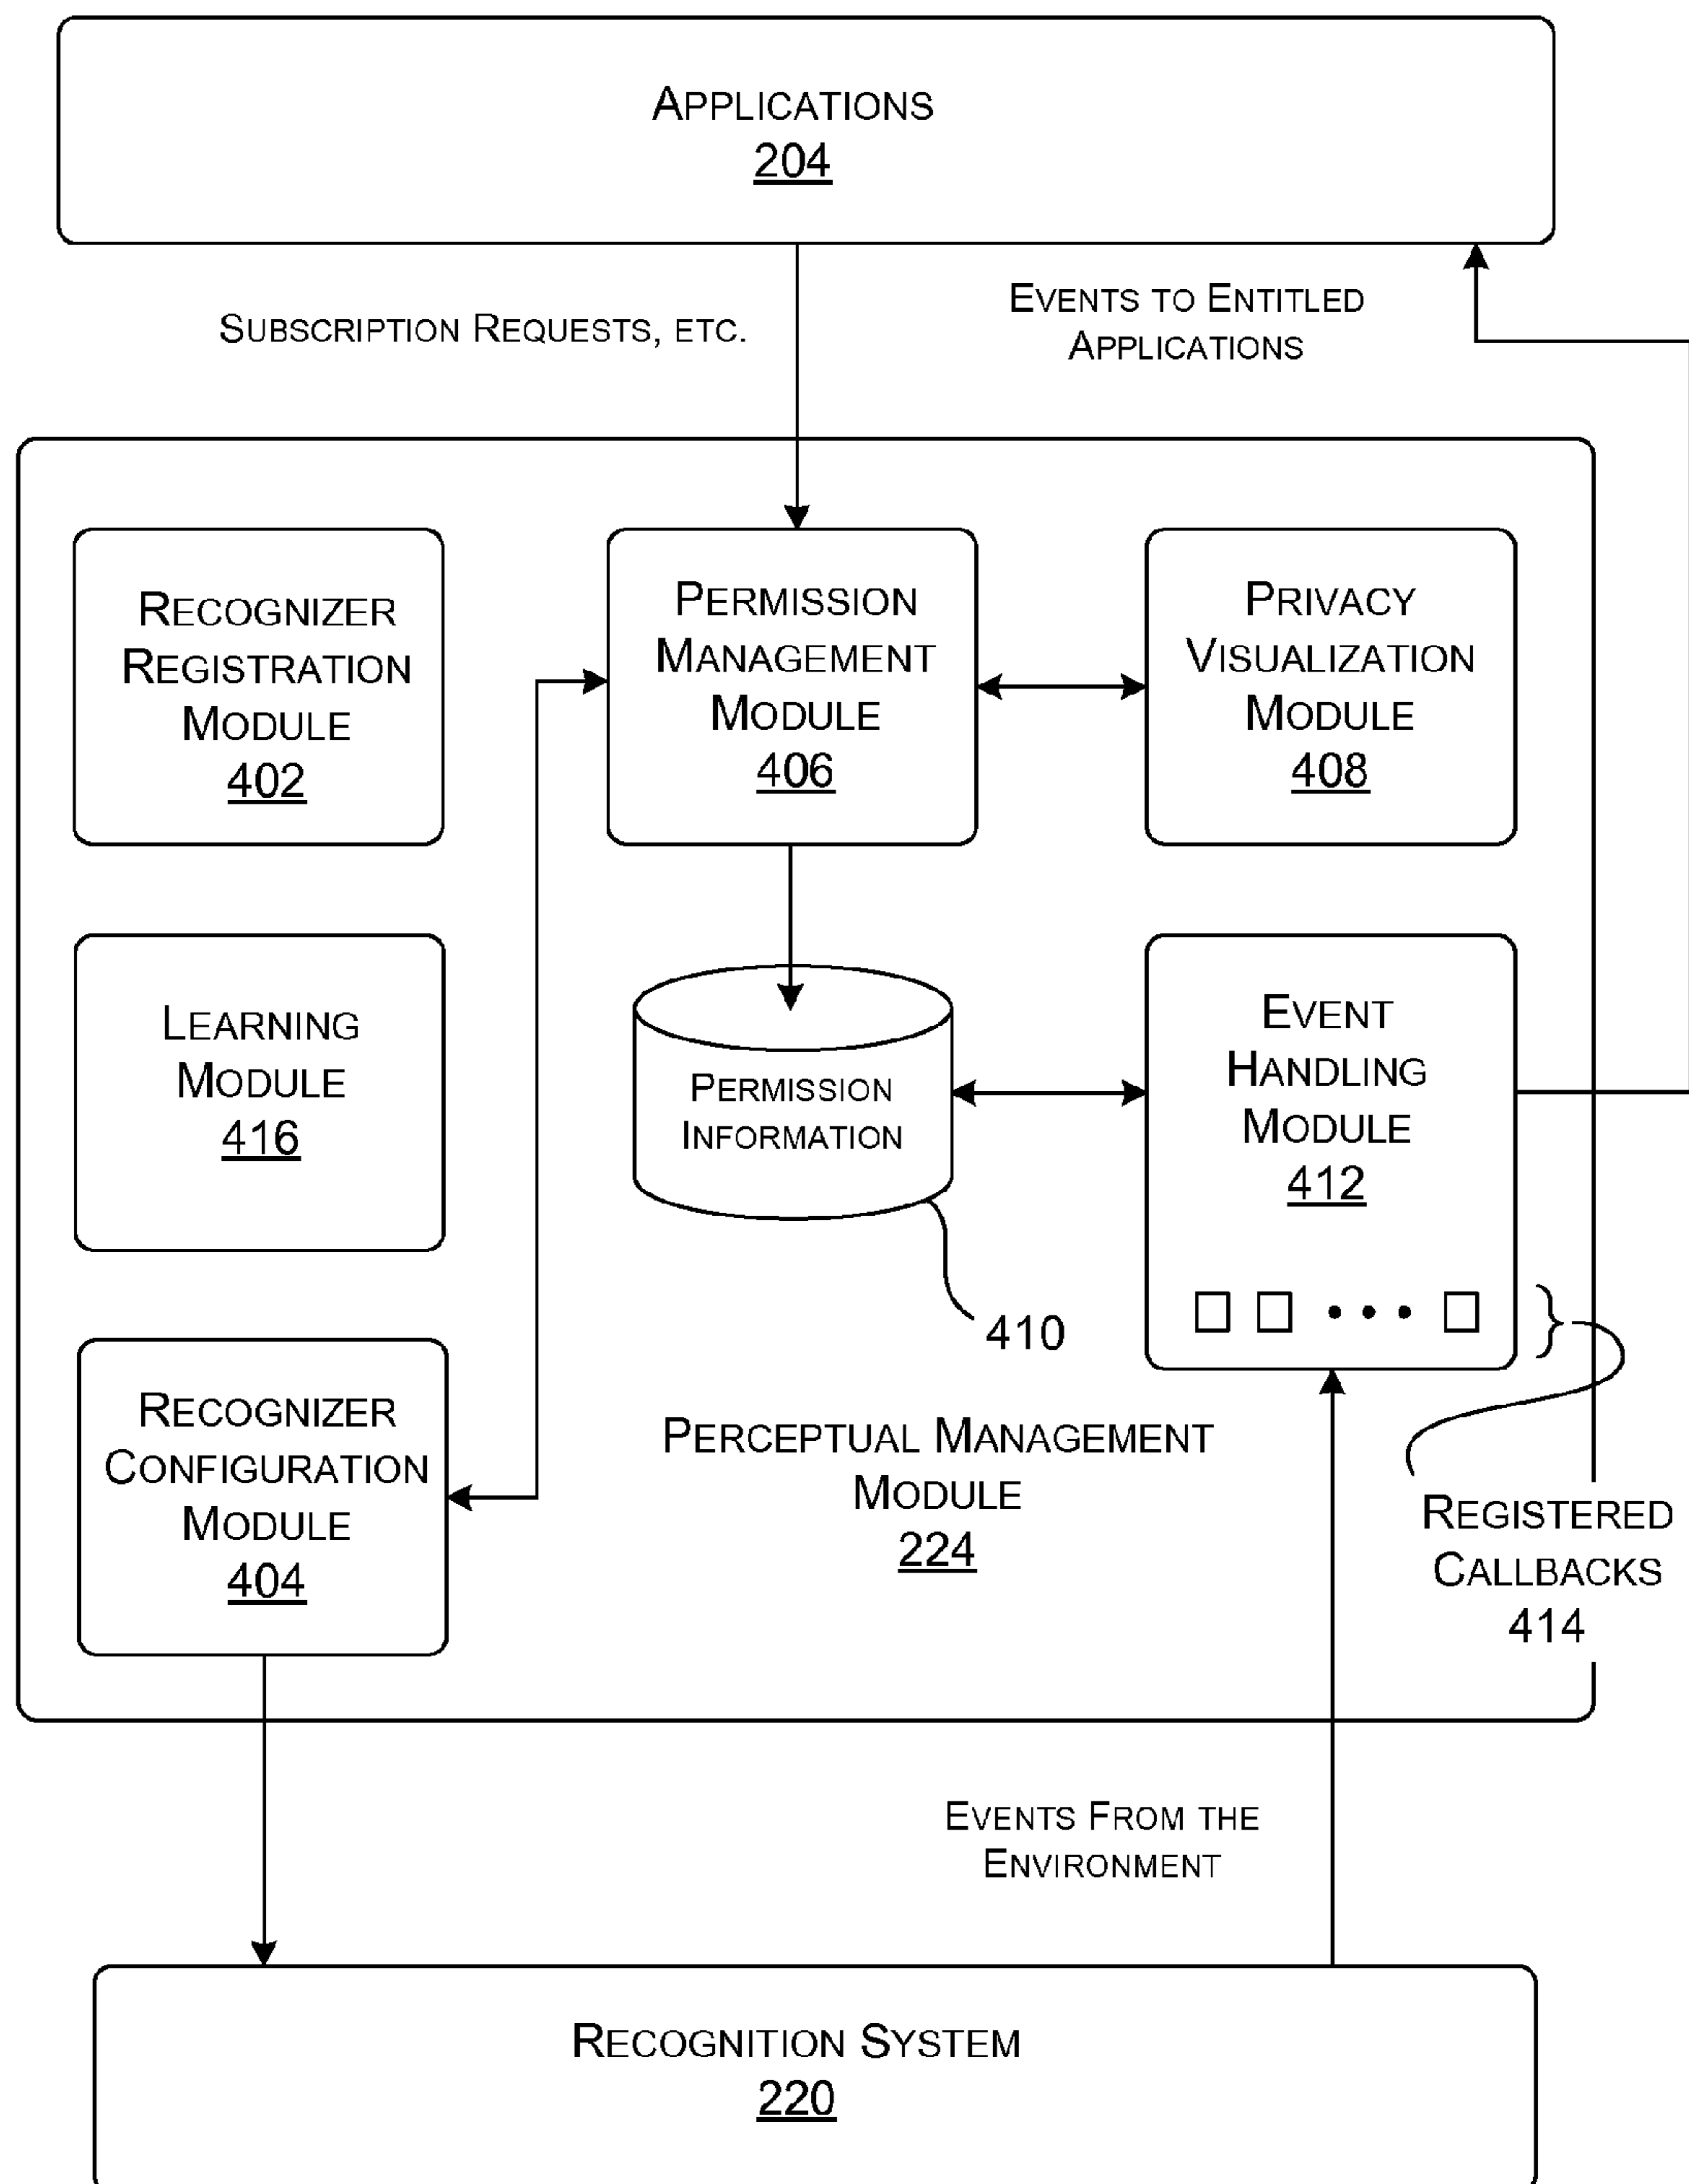 APPLICATIONS
204
SUBSCRIPTION REQUESTS, ETC.
EVENTS TO ENTITLED
APPLICATIONS
RECOGNIZER
REGISTRATION
MODULE
402
PERMISSION
MANAGEMENT
MODULE
406
PRIVACY
VISUALIZATION
MODULE
408
LEARNING
MODULE
416
PERMISSION
INFORMATION
410
EVENT
HANDLING
MODULE
412
RECOGNIZER
CONFIGURATION
MODULE
404
PERCEPTUAL MANAGEMENT
MODULE
224
REGISTERED
CALLBACKS
414
EVENTS FROM THE
ENVIRONMENT
RECOGNITION SYSTEM
220